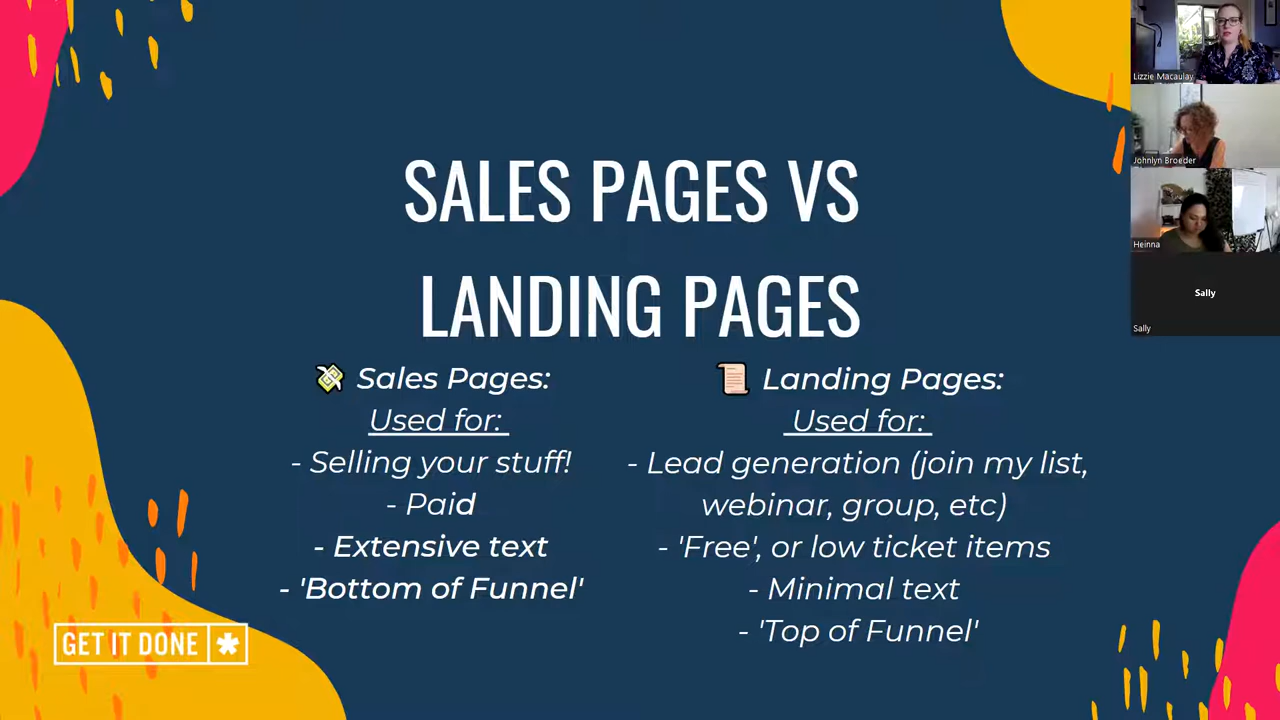 SALES PAGES VS
LANDING PAGES
💸 Sales Pages:
Used for:
- Selling your stuff!
- Paid
- Extensive text
- 'Bottom of Funnel'
📜 Landing Pages:
Used for:
- Lead generation (join my list,
webinar, group, etc)
- 'Free', or low ticket items
- Minimal text
- 'Top of Funnel'
GET IT DONE *
Lizzie Macaulay
Johnlyn Broeder
Heinna
Sally
Sally